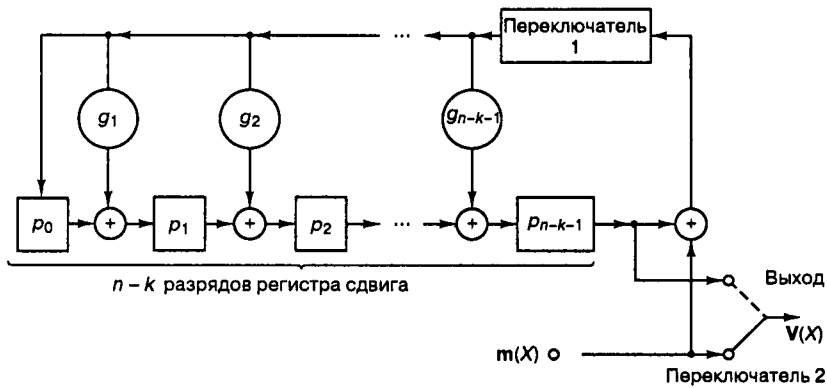 Переключатель
1
g₁
g₂
gₙ₋ₖ₋₁
p₀
+
p₁
+
p₂
...
+
pₙ₋ₖ₋₁
+
...
n – k разрядов регистра сдвига
Выход
V(X)
m(X)
Переключатель 2